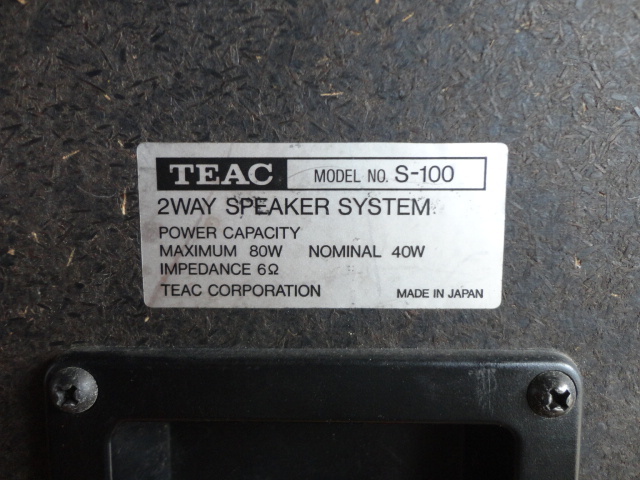 TEAC MODEL NO. S-100
2WAY SPEAKER SYSTEM
POWER CAPACITY
MAXIMUM 80W NOMINAL 40W
IMPEDANCE 6Ω
TEAC CORPORATION MADE IN JAPAN